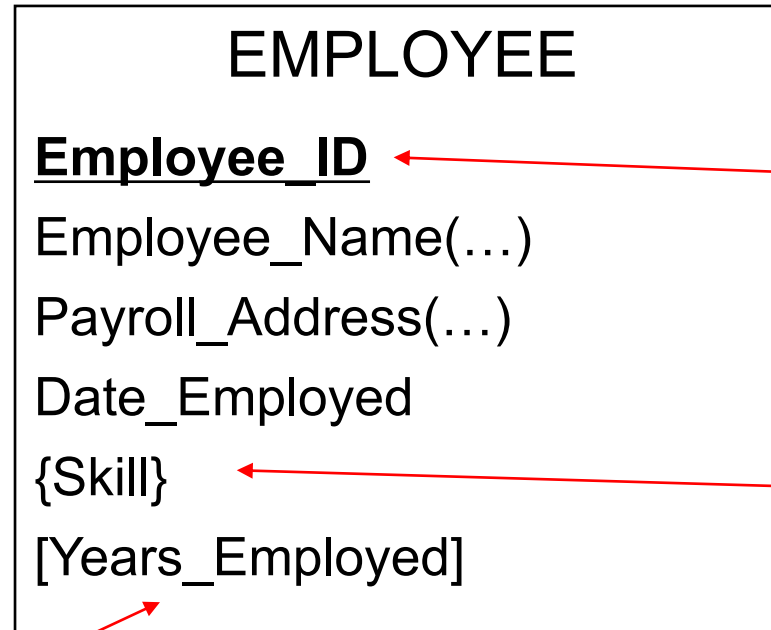 EMPLOYEE
Employee_ID
Employee_Name(…)
Payroll_Address(…)
Date_Employed
{Skill}
[Years_Employed]